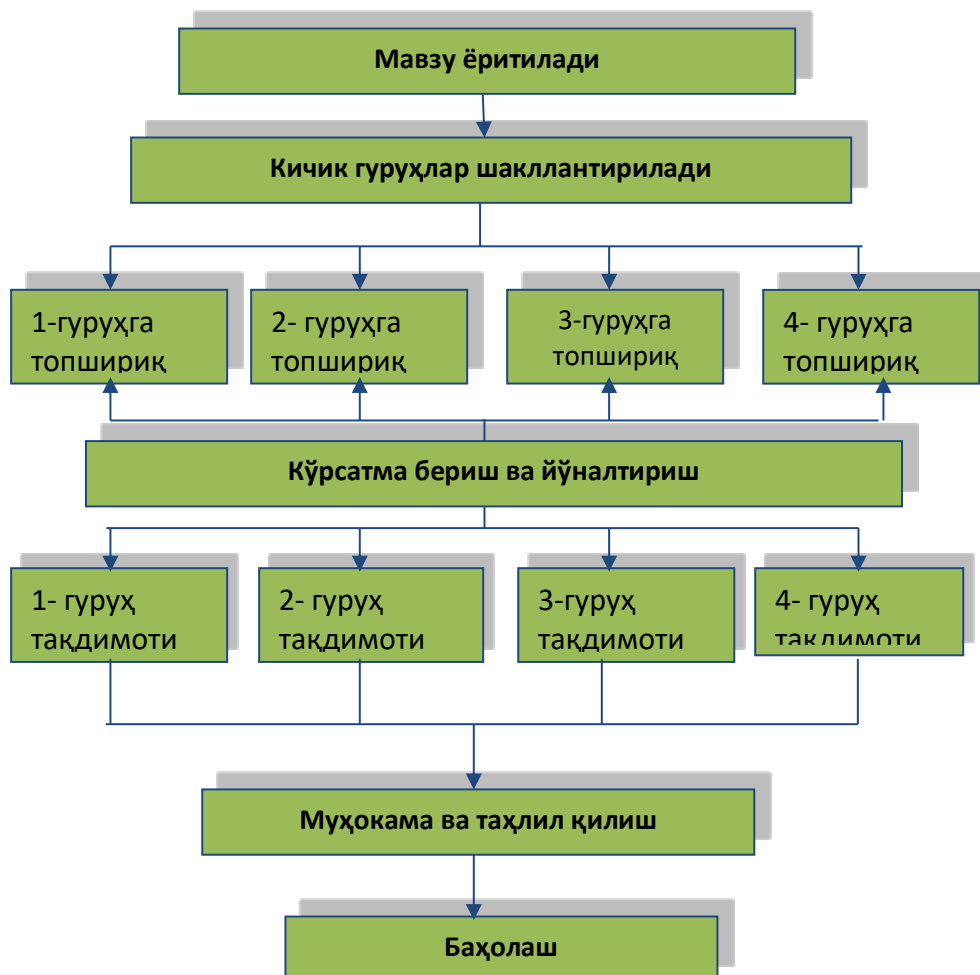 Мавзу ёритилади
Кичик гуруҳлар шакллантирилади
1-гуруҳга
топшириқ
2- гуруҳга
топшириқ
3-гуруҳга
топшириқ
4- гуруҳга
топшириқ
Кўрсатма бериш ва йўналтириш
1- гуруҳ
тақдимоти
2- гуруҳ
тақдимоти
3-гуруҳ
тақдимоти
4- гуруҳ
тақдимоти
Муҳокама ва таҳлил қилиш
Баҳолаш